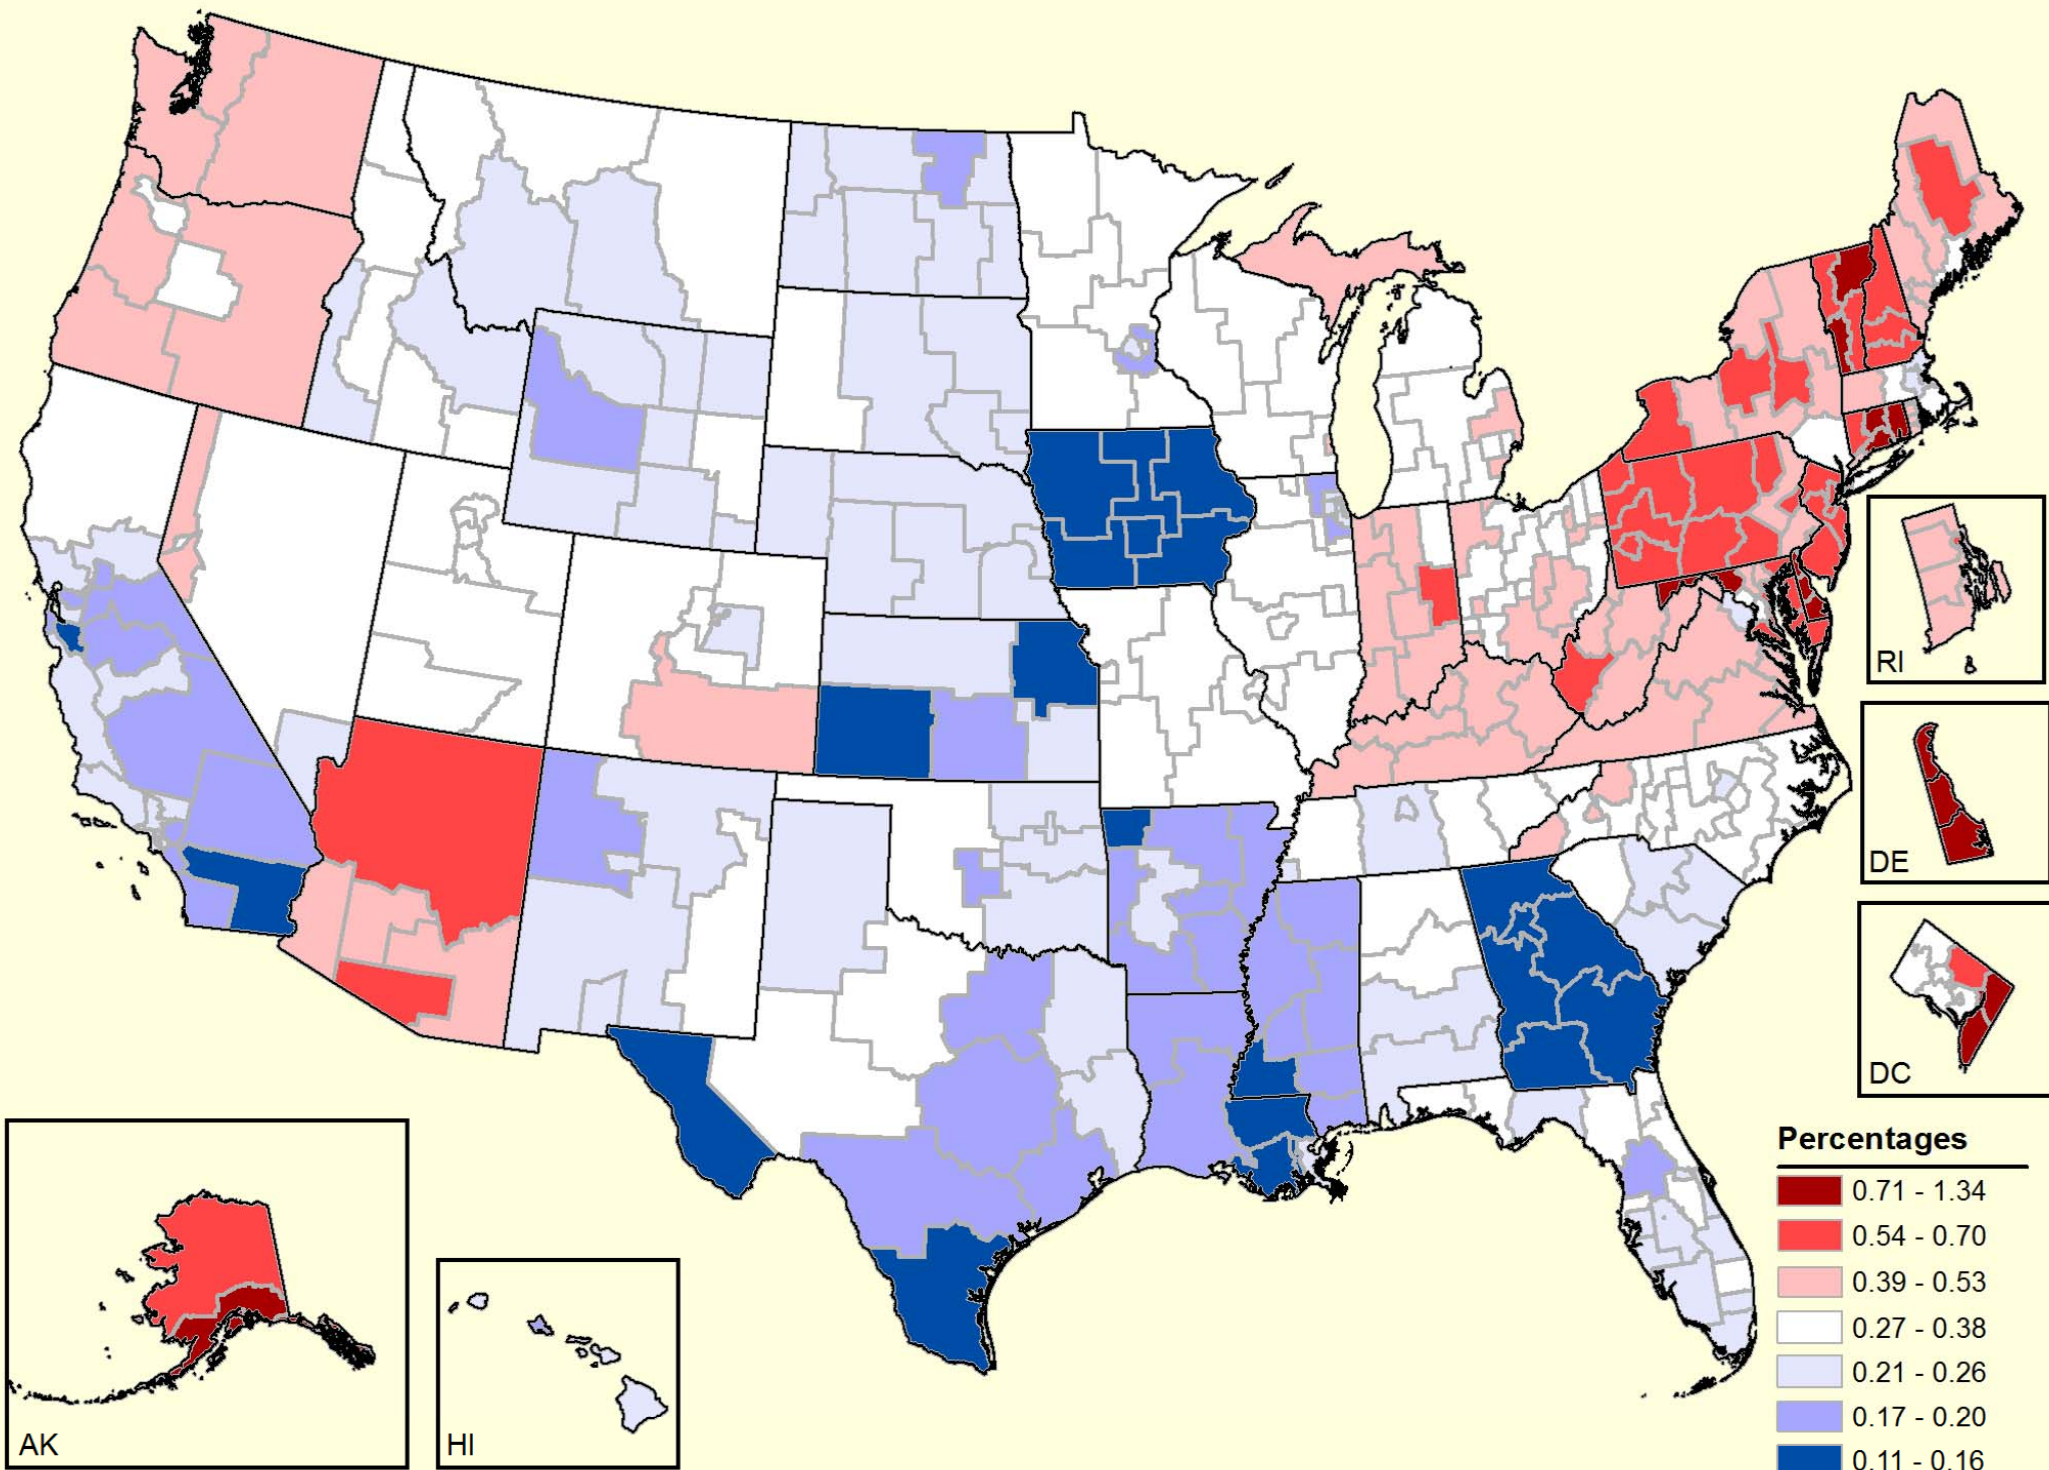 RI
DE
DC
AK
HI
Percentages
0.71 - 1.34
0.54 - 0.70
0.39 - 0.53
0.27 - 0.38
0.21 - 0.26
0.17 - 0.20
0.11 - 0.16